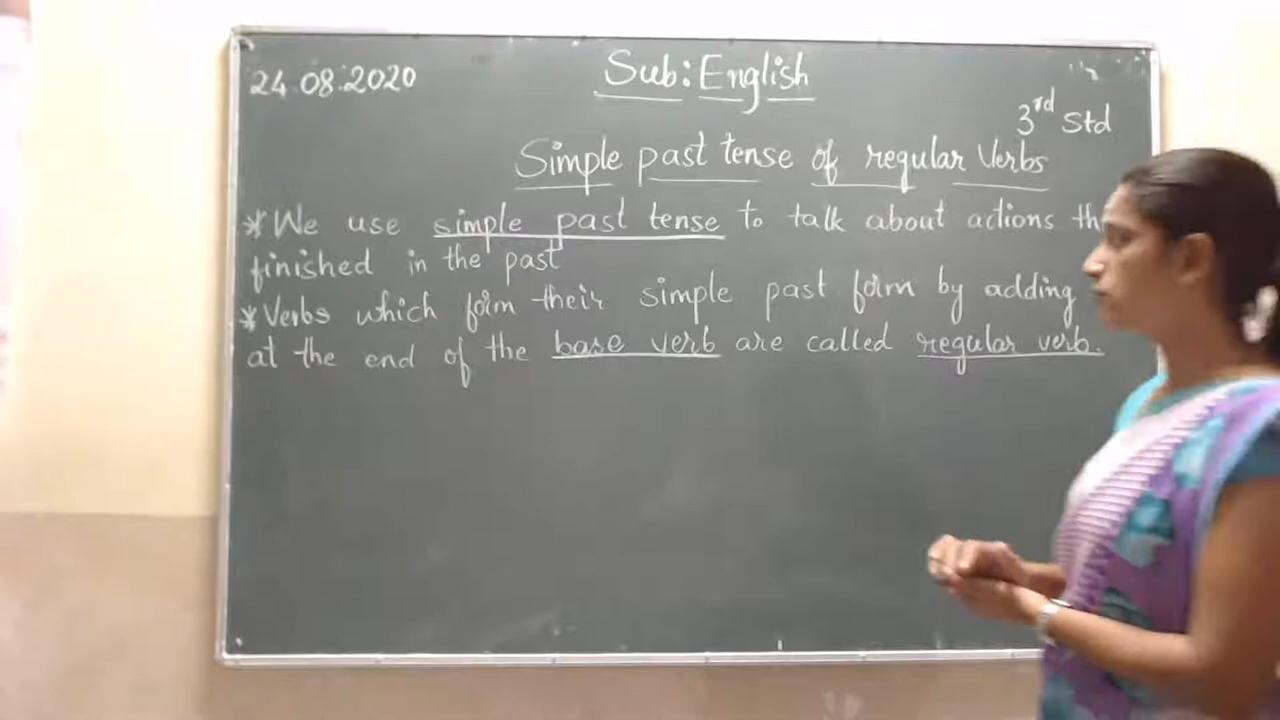 24.08.2020
Sub: English
3rd Std
Simple past tense of regular Verbs
*We use simple past tense to talk about actions
finished in the past
*Verbs which form their simple past form by adding
at the end of the base verb are called regular verb.